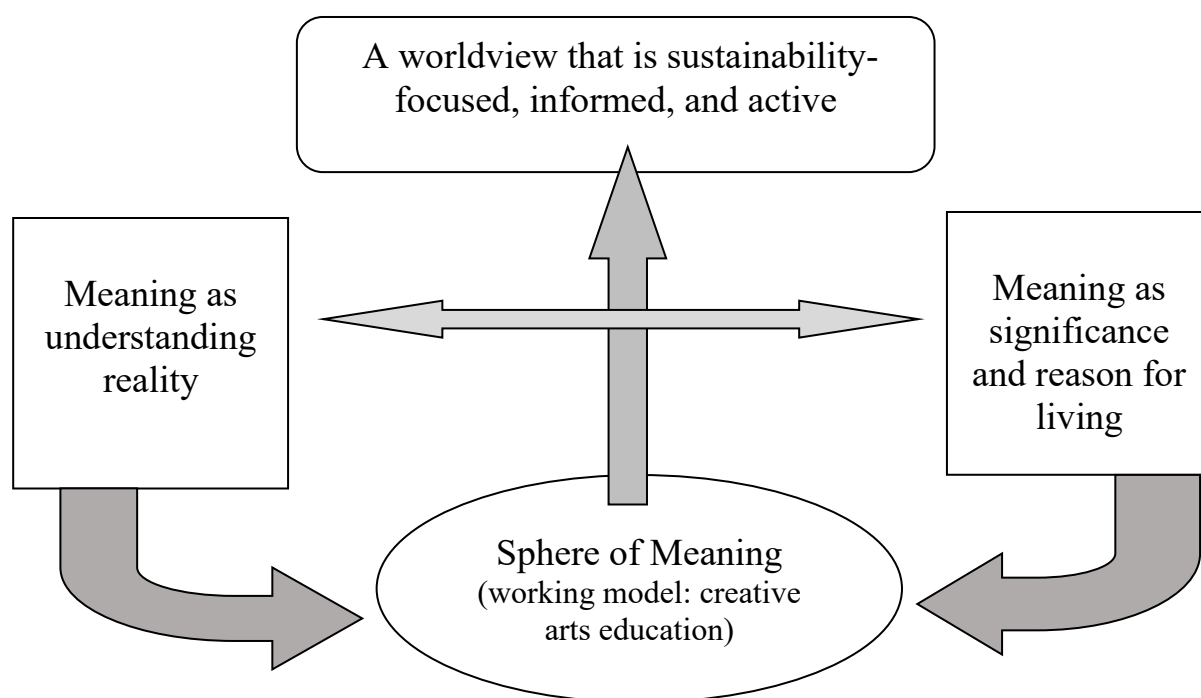 A worldview that is sustainability-
focused, informed, and active
Meaning as
understanding
reality
Meaning as
significance
and reason for
living
Sphere of Meaning
(working model: creative
arts education)